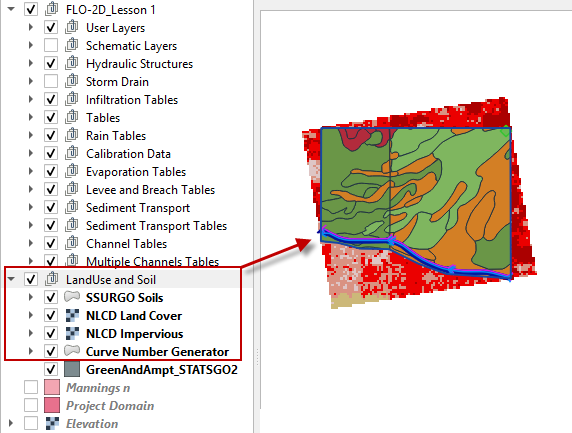 FLO-2D_Lesson 1
User Layers
Schematic Layers
Hydraulic Structures
Storm Drain
Infiltration Tables
Tables
Rain Tables
Calibration Data
Evaporation Tables
Levee and Breach Tables
Sediment Transport
Sediment Transport Tables
Channel Tables
Multiple Channels Tables
LandUse and Soil
SSURGO Soils
NLCD Land Cover
NLCD Impervious
Curve Number Generator
GreenAndAmpt_STATSGO2
Mannings n
Project Domain
Elevation